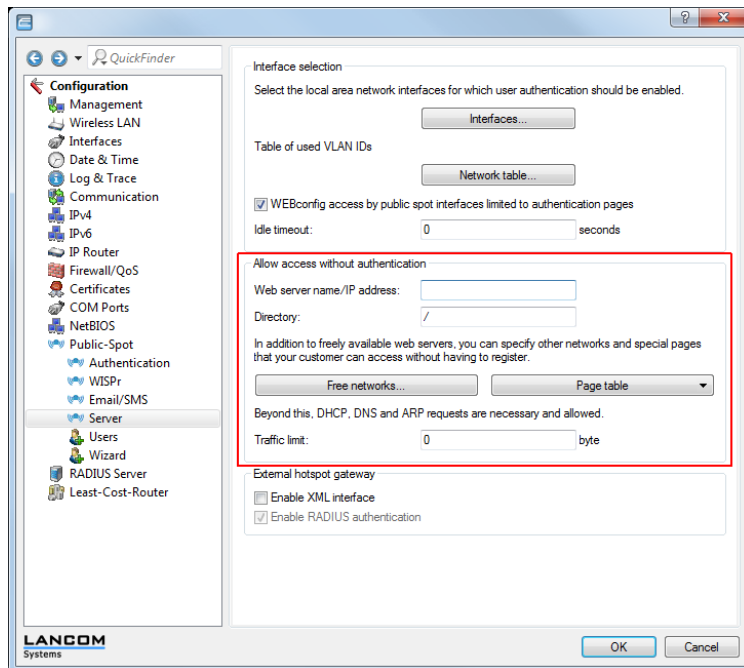 ?
x
QuickFinder
Configuration
Management
Wireless LAN
Interfaces
Date & Time
Log & Trace
Communication
IPv4
IPv6
IP Router
Firewall/QoS
Certificates
COM Ports
NetBIOS
Public-Spot
Authentication
WISPr
Email/SMS
Server
Users
Wizard
RADIUS Server
Least-Cost-Router
Interface selection
Select the local area network interfaces for which user authentication should be enabled.
Interfaces...
Table of used VLAN IDs
Network table...
WEBconfig access by public spot interfaces limited to authentication pages
Idle timeout: 0 seconds
Allow access without authentication
Web server name/IP address:
Directory: /
In addition to freely available web servers, you can specify other networks and special pages
that your customer can access without having to register.
Free networks... Page table
Beyond this, DHCP, DNS and ARP requests are necessary and allowed.
Traffic limit: 0 byte
External hotspot gateway
Enable XML interface
Enable RADIUS authentication
LANCOM
Systems
OK Cancel